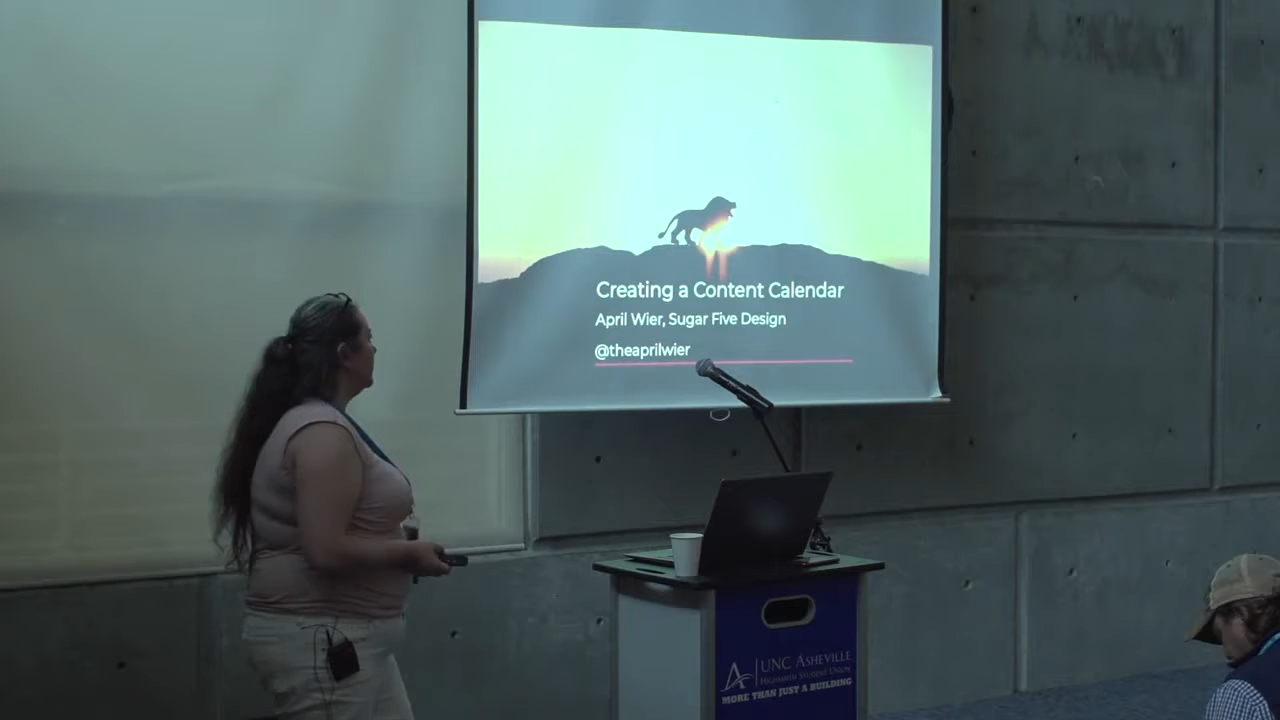 Creating a Content Calendar
April Wier, Sugar Five Design
@theaprilwier
UNC Asheville
Highsmith Student Union
More than just a building